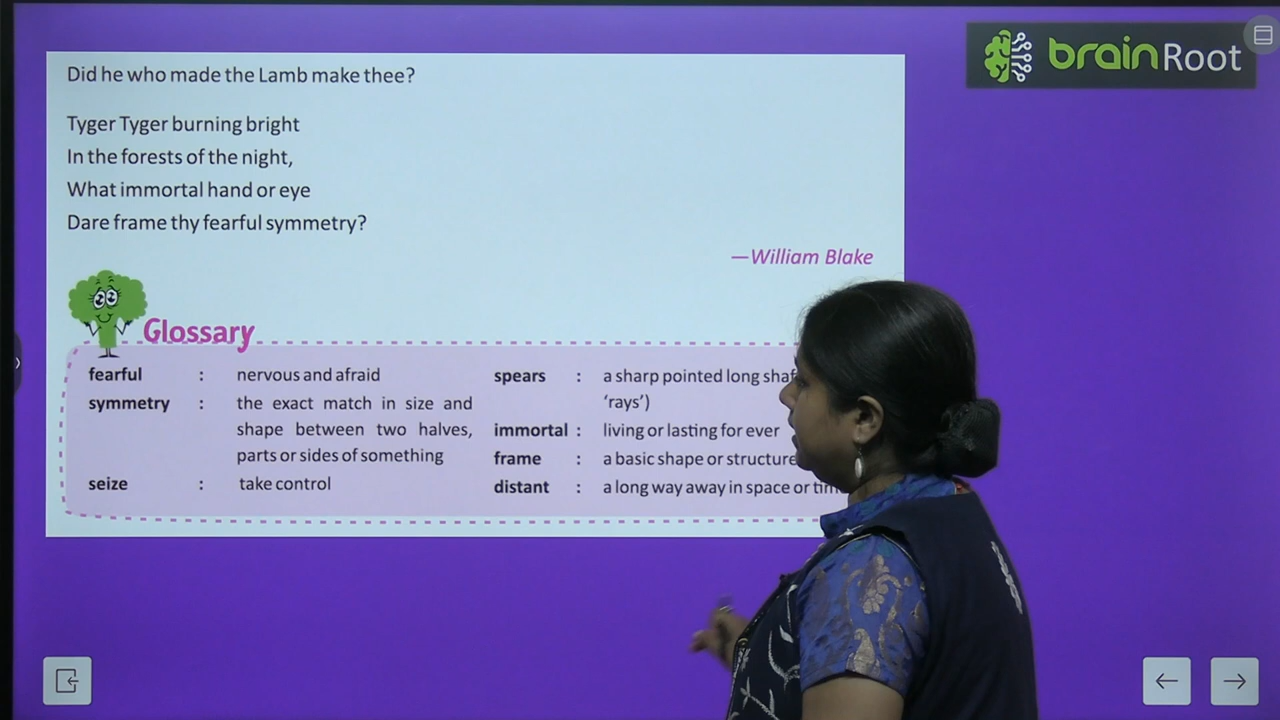 brainRoot
Did he who made the Lamb make thee?
Tyger Tyger burning bright
In the forests of the night,
What immortal hand or eye
Dare frame thy fearful symmetry?
—William Blake
Glossary
fearful : nervous and afraid
symmetry : the exact match in size and
shape between two halves,
parts or sides of something
seize : take control
spears : a sharp pointed long
‘rays’)
immortal : living or lasting for ever
frame : a basic shape or structure
distant : a long way away in space or